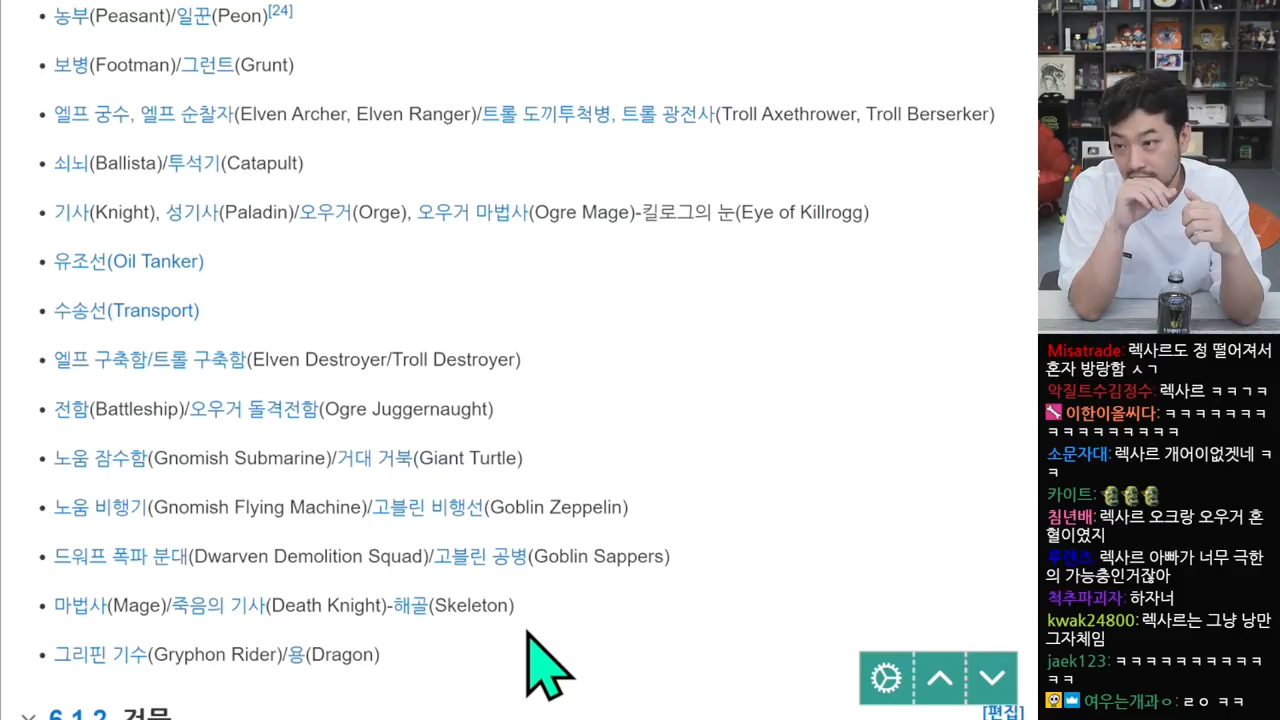 농부(Peasant)/일꾼(Peon)[24]
보병(Footman)/그런트(Grunt)
엘프 궁수, 엘프 순찰자(Elven Archer, Elven Ranger)/트롤 도끼투척병, 트롤 광전사(Troll Axethrower, Troll Berserker)
쇠뇌(Ballista)/투석기(Catapult)
기사(Knight), 성기사(Paladin)/오우거(Orge), 오우거 마법사(Ogre Mage)-킬로그의 눈(Eye of Killrogg)
유조선(Oil Tanker)
수송선(Transport)
엘프 구축함/트롤 구축함(Elven Destroyer/Troll Destroyer)
전함(Battleship)/오우거 돌격전함(Ogre Juggernaught)
노움 잠수함(Gnomish Submarine)/거대 거북(Giant Turtle)
노움 비행기(Gnomish Flying Machine)/고블린 비행선(Goblin Zeppelin)
드워프 폭파 분대(Dwarven Demolition Squad)/고블린 공병(Goblin Sappers)
마법사(Mage)/죽음의 기사(Death Knight)-해골(Skeleton)
그리핀 기수(Gryphon Rider)/용(Dragon)
6.1.2. 건물
[편집]
Misatrade: 렉사르도 정 떨어져서
혼자 방랑함 ㅅㄱ
악질트수김정수: 렉사르 ㅋㅋㄱㅋ
이한이올씨다: ㅋㅋㅋㅋㅋㅋㅋ
ㅋㅋㅋㅋㅋㅋㅋㅋㅋ
소문자대: 렉사르 개어이없겟네 ㅋ
ㅋ
카이트:
침년배: 렉사르 오크랑 오우거 혼
혈이였지
루렌즈: 렉사르 아빠가 너무 극한
의 가능충인거잖아
척추파괴자: 하자너
kwak24800: 렉사르는 그냥 낭만
그자체임
jaek123: ㅋㅋㅋㅋㅋㅋㅋㅋㅋㅋ
ㅋㅋ
여우는개과ㅇ: ㄹㅇ ㅋㅋ